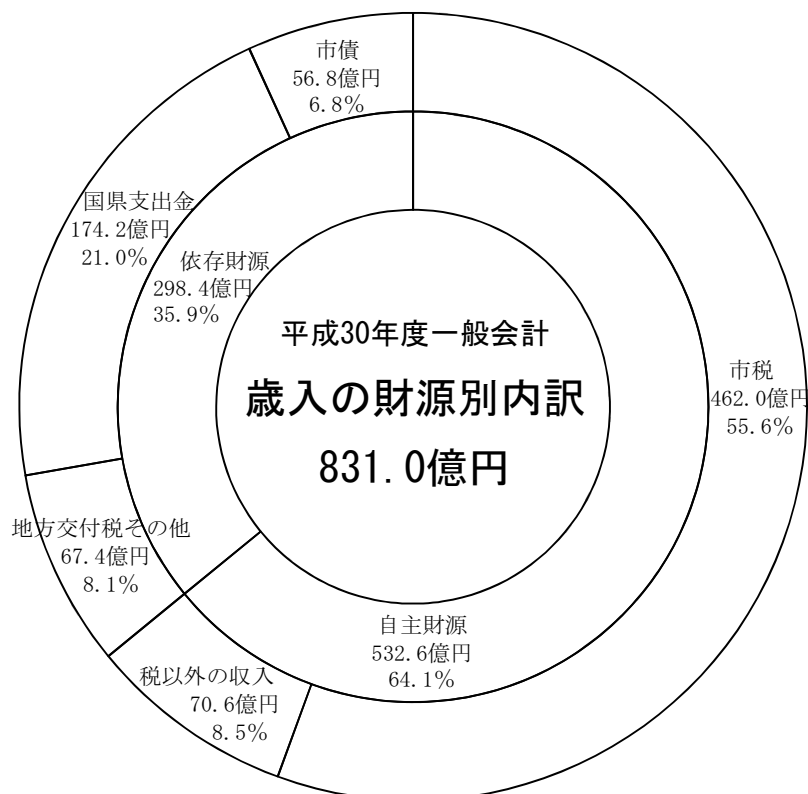 市債
56.8億円
6.8%
国県支出金
174.2億円
21.0%
依存財源
298.4億円
35.9%
平成30年度一般会計
歳入の財源別内訳
831.0億円
市税
462.0億円
55.6%
地方交付税その他
67.4億円
8.1%
自主財源
532.6億円
64.1%
税以外の収入
70.6億円
8.5%